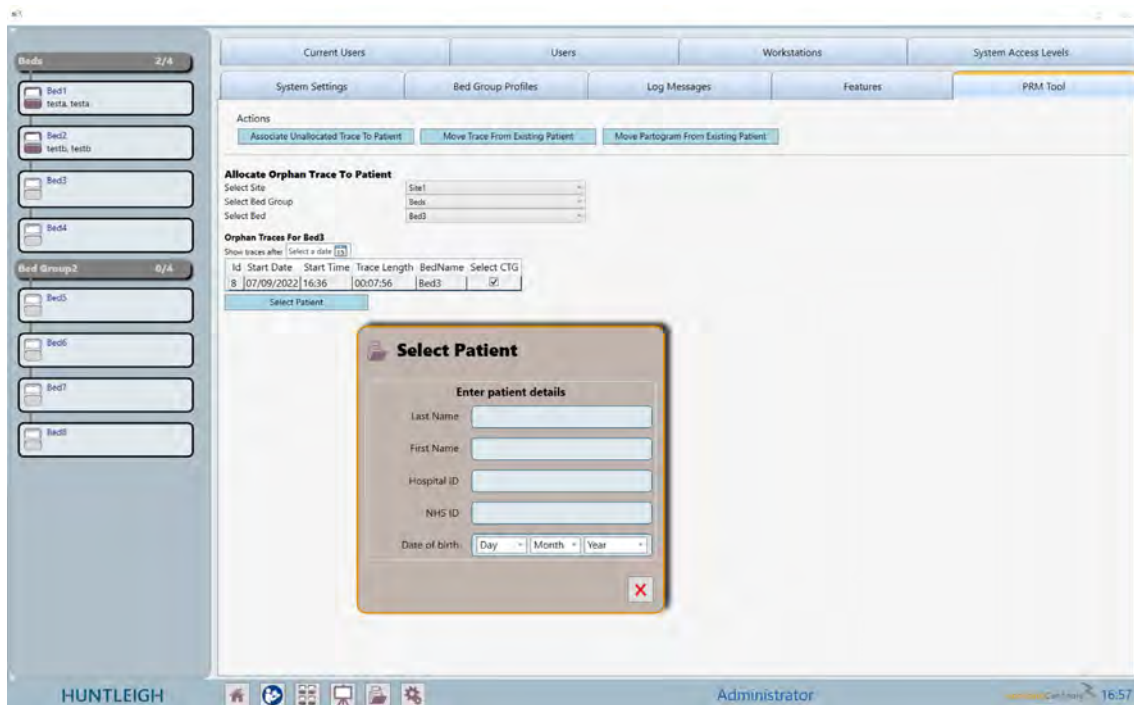 Beds 2/4
Bed1
testa, testa
Bed2
testb, testb
Bed3
Bed4
Bed Group2 0/4
Bed5
Bed6
Bed7
Bed8
Current Users Users Workstations System Access Levels
System Settings Bed Group Profiles Log Messages Features PRM Tool
Actions
Associate Unallocated Trace To Patient Move Trace From Existing Patient Move Partogram From Existing Patient
Allocate Orphan Trace To Patient
Select Site Site1
Select Bed Group Beds
Select Bed Bed3
Orphan Traces For Bed3
Show traces after Select a date 15
Id Start Date Start Time Trace Length BedName Select CTG
8 07/09/2022 16:36 00:07:56 Bed3
Select Patient
Select Patient
Enter patient details
Last Name
First Name
Hospital ID
NHS ID
Date of birth Day Month Year
HUNTLEIGH Administrator 16:57